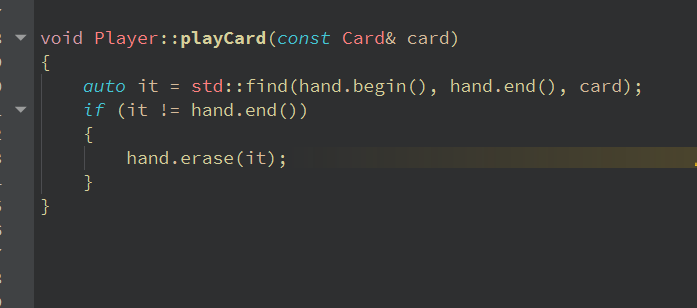 void Player::playCard(const Card& card)
{
    auto it = std::find(hand.begin(), hand.end(), card);
    if (it != hand.end())
    {
        hand.erase(it);
    }
}